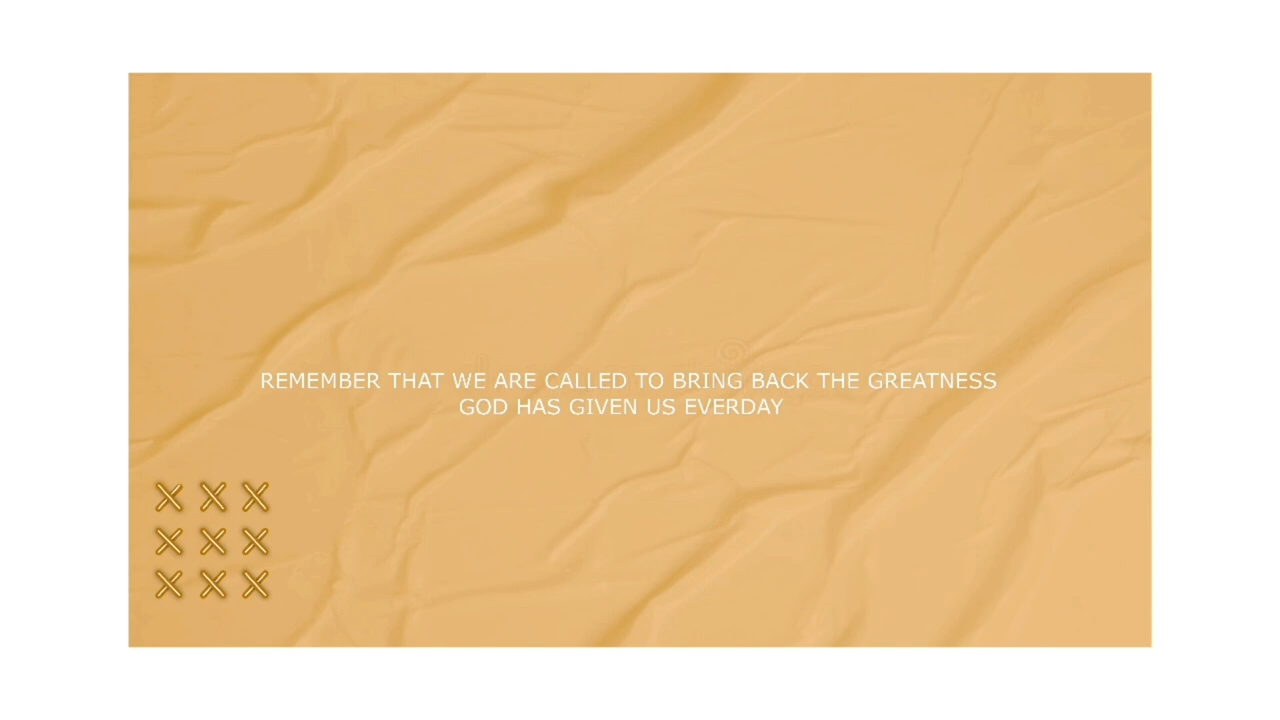 REMEMBER THAT WE ARE CALLED TO BRING BACK THE GREATNESS
GOD HAS GIVEN US EVERDAY